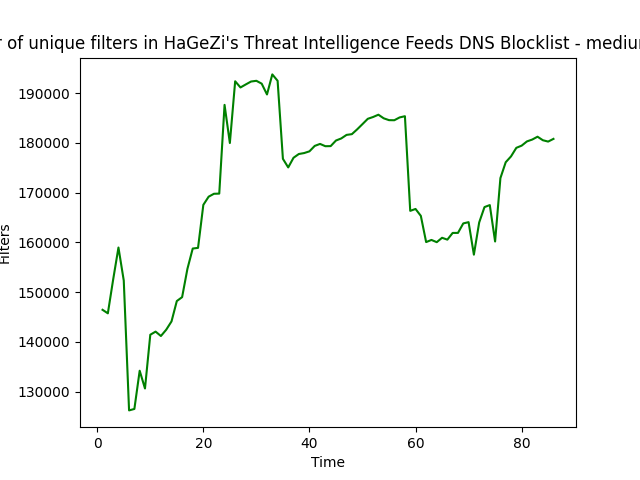 r of unique filters in HaGeZi's Threat Intelligence Feeds DNS Blocklist - mediu
190000
180000
170000
160000
150000
140000
130000
Filters
0 20 40 60 80
Time